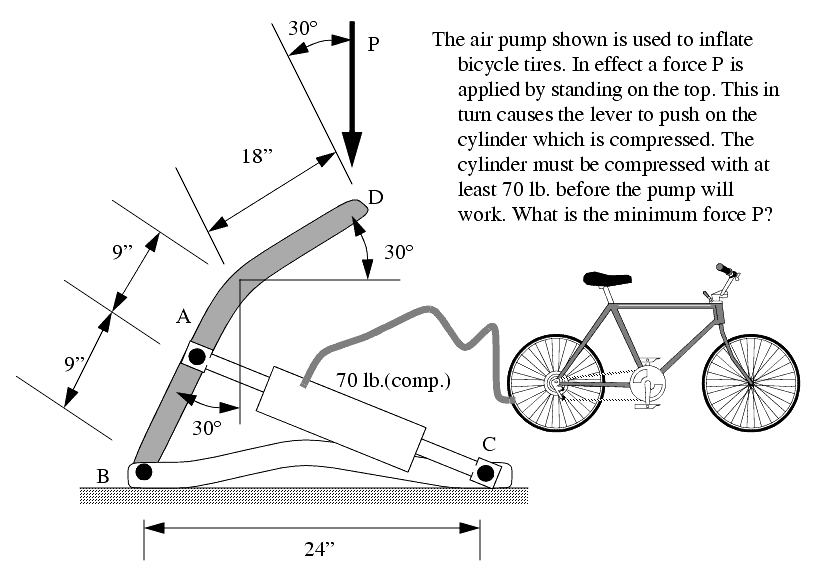 30°
P
The air pump shown is used to inflate
bicycle tires. In effect a force P is
applied by standing on the top. This in
turn causes the lever to push on the
cylinder which is compressed. The
cylinder must be compressed with at
least 70 lb. before the pump will
work. What is the minimum force P?
18”
D
9”
30°
A
9”
70 lb.(comp.)
30°
C
B
24”